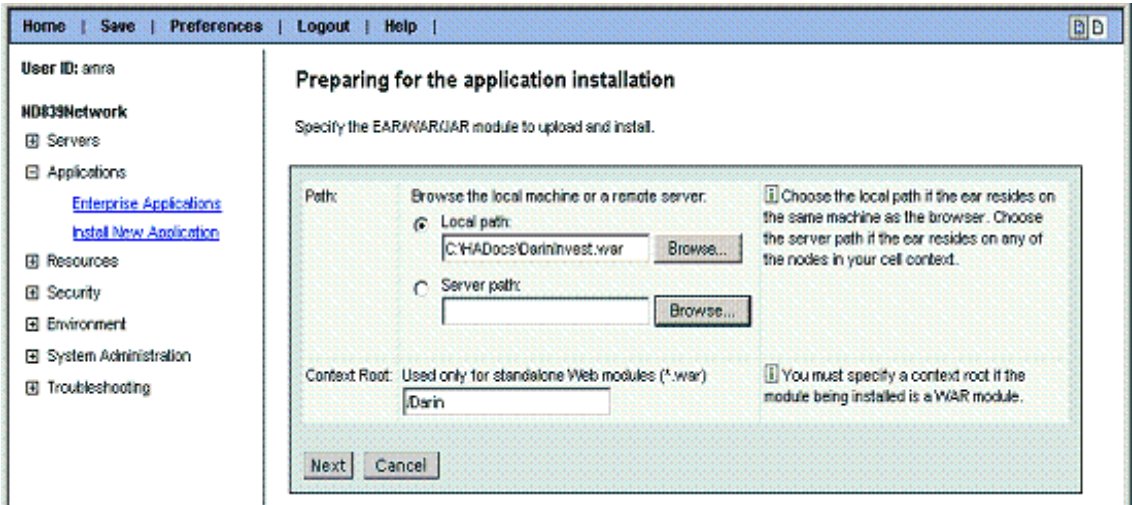 Home | Save | Preferences | Logout | Help |
User ID: amra
ND839Network
Servers
Applications
Enterprise Applications
Install New Application
Resources
Security
Environment
System Administration
Troubleshooting
Preparing for the application installation
Specify the EAR/WAR/JAR module to upload and install.
Path:
Browse the local machine or a remote server:
Local path:
C:\HADocs\DarinInvest.war
Browse...
Server path:
Browse...
i Choose the local path if the ear resides on
the same machine as the browser. Choose
the server path if the ear resides on any of
the nodes in your cell context.
Context Root:
Used only for standalone Web modules (*.war)
/Darin
i You must specify a context root if the
module being installed is a WAR module.
Next
Cancel